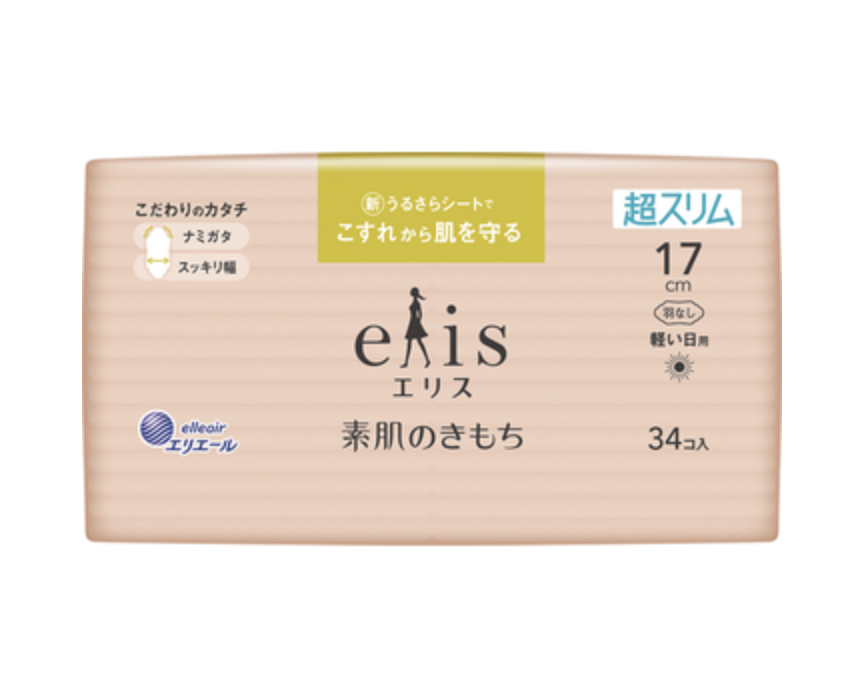 こだわりのカタチ
ナミガタ
スッキリ幅
新うるさらシートで
こすれから肌を守る
超スリム
17
cm
羽なし
軽い日用
elis
エリス
素肌のきもち
elleair
エリエール
34コ入